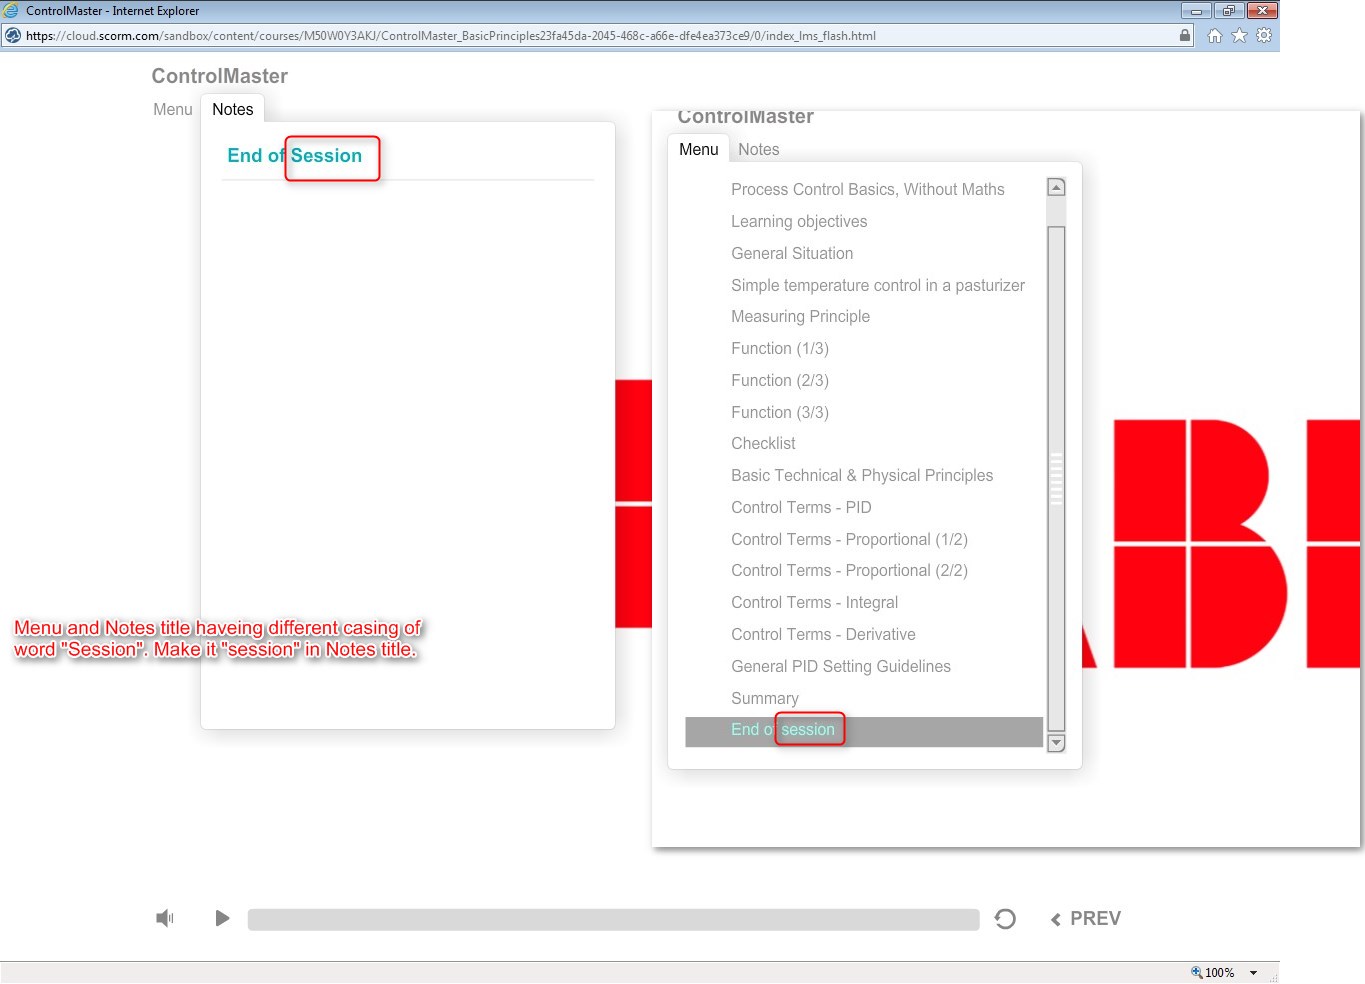 ControlMaster - Internet Explorer
https://cloud.scorm.com/sandbox/content/courses/M50W0Y3AKJ/ControlMaster_BasicPrinciples23fa45da-2045-468c-a66e-dfe4ea373ce9/0/index_lms_flash.html
ControlMaster
Menu Notes
End of Session
Menu and Notes title haveing different casing of
word "Session". Make it "session" in Notes title.
ControlMaster
Menu Notes
Process Control Basics, Without Maths
Learning objectives
General Situation
Simple temperature control in a pasturizer
Measuring Principle
Function (1/3)
Function (2/3)
Function (3/3)
Checklist
Basic Technical & Physical Principles
Control Terms - PID
Control Terms - Proportional (1/2)
Control Terms - Proportional (2/2)
Control Terms - Integral
Control Terms - Derivative
General PID Setting Guidelines
Summary
End of session
PREV
100%